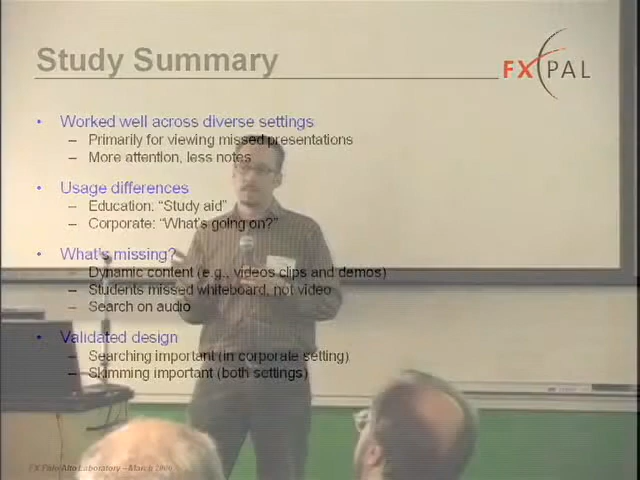 Study Summary
FXPAL
• Worked well across diverse settings
– Primarily for viewing missed presentations
– More attention, less notes
• Usage differences
– Education: "Study aid"
– Corporate: "What's going on?"
• What's missing?
Dynamic content (e.g., videos clips and demos)
– Students missed whiteboard, not video
– Search on audio
• Validated design
– Searching important (in corporate setting)
– Skimming important (both settings)
FX Palo Alto Laboratory – March 2006